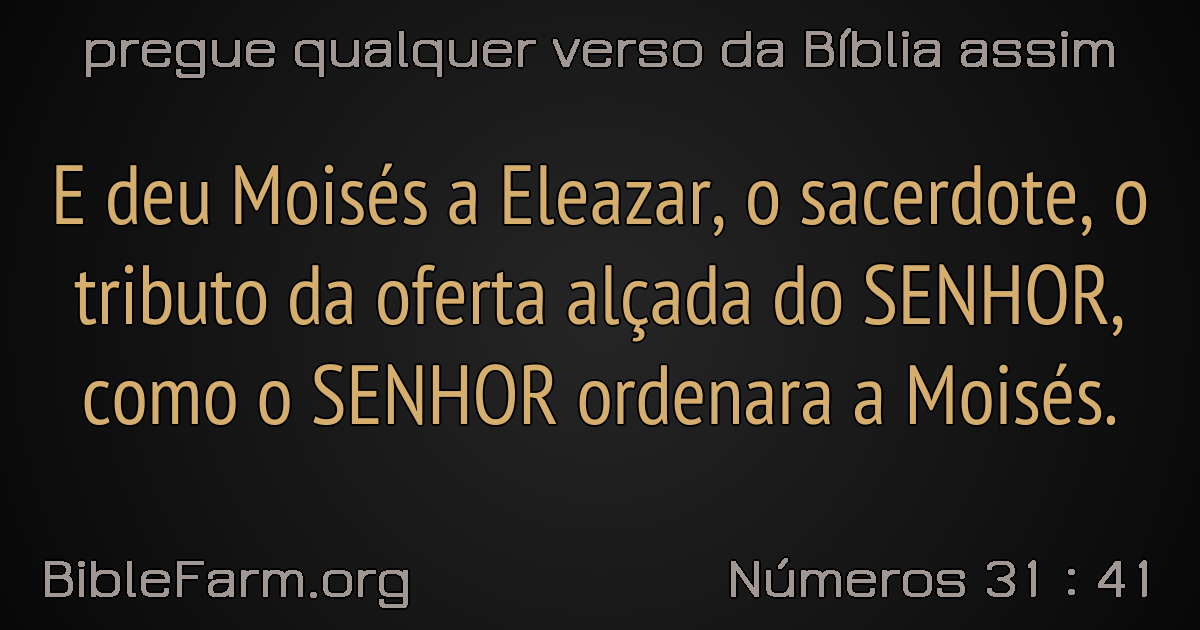 pregue qualquer verso da Bíblia assim
E deu Moisés a Eleazar, o sacerdote, o
tributo da oferta alçada do SENHOR,
como o SENHOR ordenara a Moisés.
BibleFarm.org
Números 31 : 41